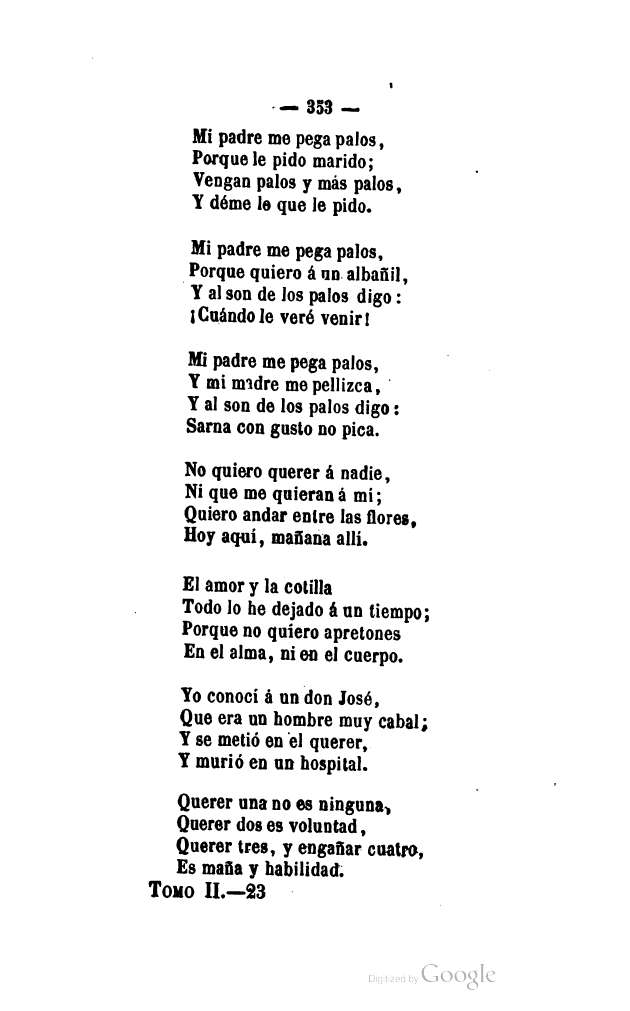 — 353 —
Mi padre me pega palos,
Porque le pido marido;
Vengan palos y más palos,
Y déme le que le pido.
Mi padre me pega palos,
Porque quiero á un albañil,
Y al son de los palos digo:
¡Cuándo le veré venir!
Mi padre me pega palos,
Y mi madre me pellizca,
Y al son de los palos digo:
Sarna con gusto no pica.
No quiero querer á nadie,
Ni que me quieran á mi;
Quiero andar entre las flores,
Hoy aquí, mañana allí.
El amor y la cotilla
Todo lo he dejado á un tiempo;
Porque no quiero apretones
En el alma, ni en el cuerpo.
Yo conocí á un don José,
Que era un hombre muy cabal;
Y se metió en el querer,
Y murió en un hospital.
Querer una no es ninguna,
Querer dos es voluntad,
Querer tres, y engañar cuatro,
Es maña y habilidad.
TOMO II.—23
Digitized by Google